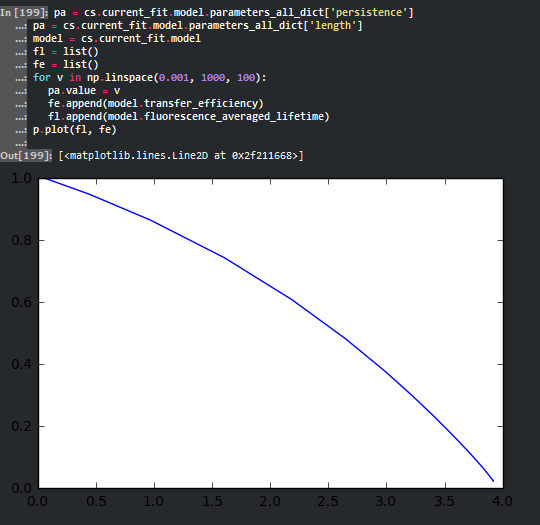 In [199]: pa = cs.current_fit.model.parameters_all_dict['persistence']
...: pa = cs.current_fit.model.parameters_all_dict['length']
...: model = cs.current_fit.model
...: fl = list()
...: fe = list()
...: for v in np.linspace(0.001, 1000, 100):
...:     pa.value = v
...:     fe.append(model.transfer_efficiency)
...:     fl.append(model.fluorescence_averaged_lifetime)
...: p.plot(fl, fe)
...:
Out[199]: [<matplotlib.lines.Line2D at 0x2f211668>]
1.0
0.8
0.6
0.4
0.2
0.0
0.0 0.5 1.0 1.5 2.0 2.5 3.0 3.5 4.0